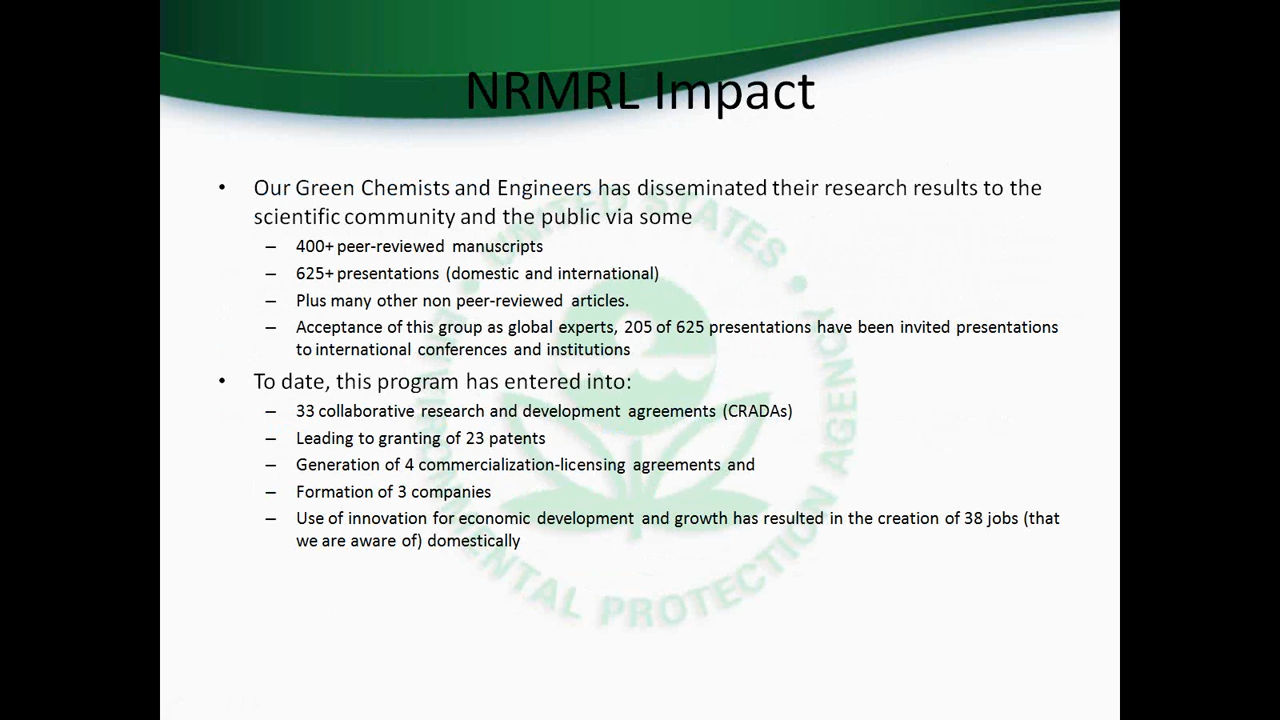 NRMRL Impact
• Our Green Chemists and Engineers has disseminated their research results to the
scientific community and the public via some
– 400+ peer-reviewed manuscripts
– 625+ presentations (domestic and international)
– Plus many other non peer-reviewed articles.
– Acceptance of this group as global experts, 205 of 625 presentations have been invited presentations
to international conferences and institutions
• To date, this program has entered into:
– 33 collaborative research and development agreements (CRADAs)
– Leading to granting of 23 patents
– Generation of 4 commercialization-licensing agreements and
– Formation of 3 companies
– Use of innovation for economic development and growth has resulted in the creation of 38 jobs (that
we are aware of) domestically
UNITED STATES • ENVIRONMENTAL PROTECTION AGENCY •